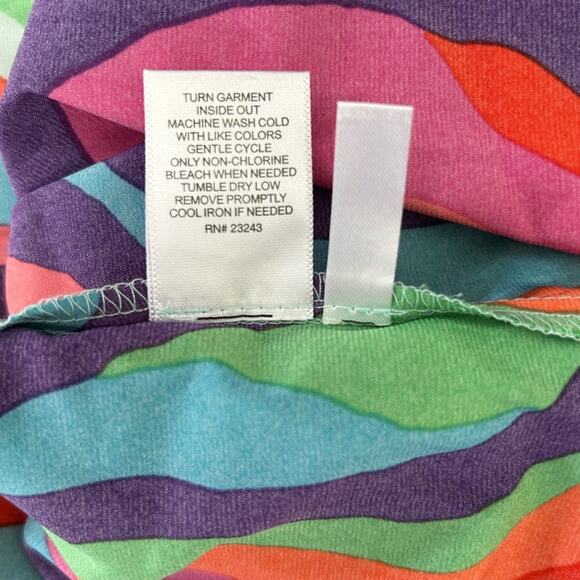 TURN GARMENT
INSIDE OUT
MACHINE WASH COLD
WITH LIKE COLORS
GENTLE CYCLE
ONLY NON-CHLORINE
BLEACH WHEN NEEDED
TUMBLE DRY LOW
REMOVE PROMPTLY
COOL IRON IF NEEDED
RN# 23243